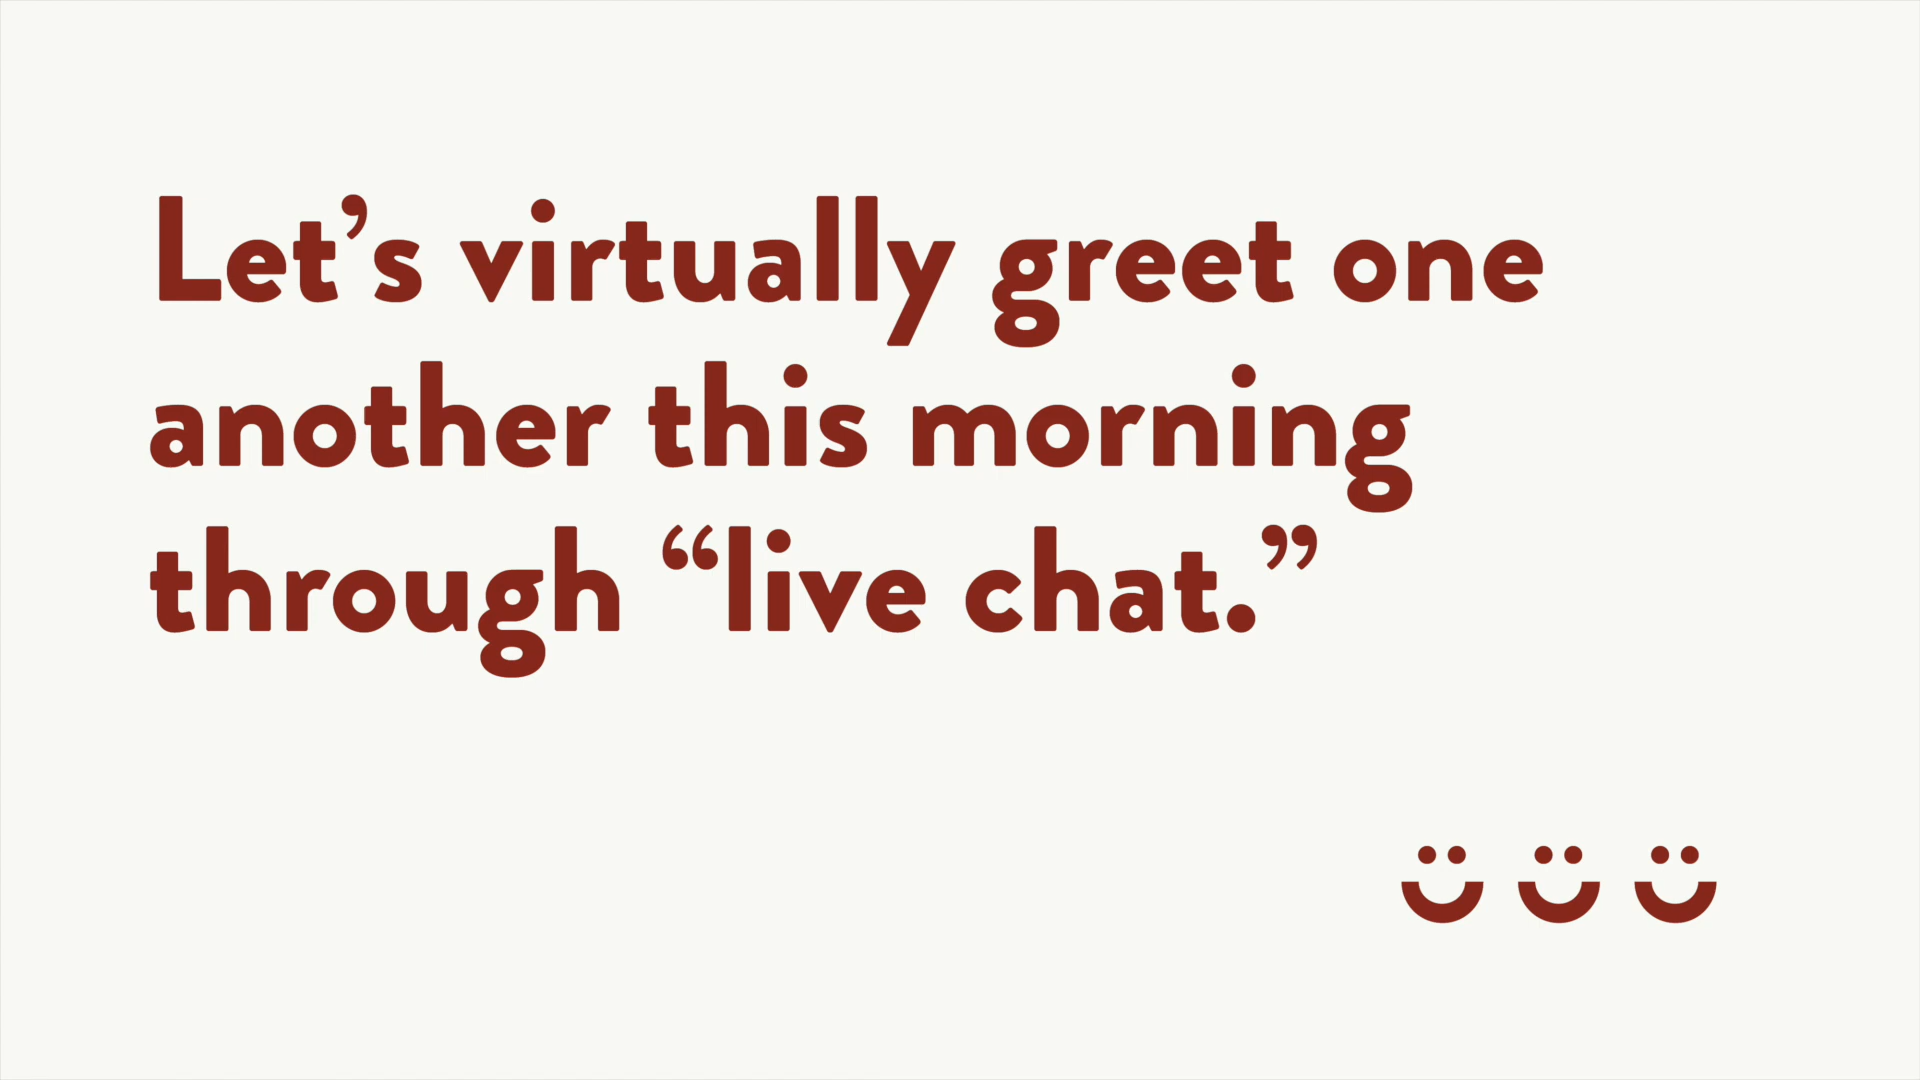 Let’s virtually greet one
another this morning
through “live chat.”